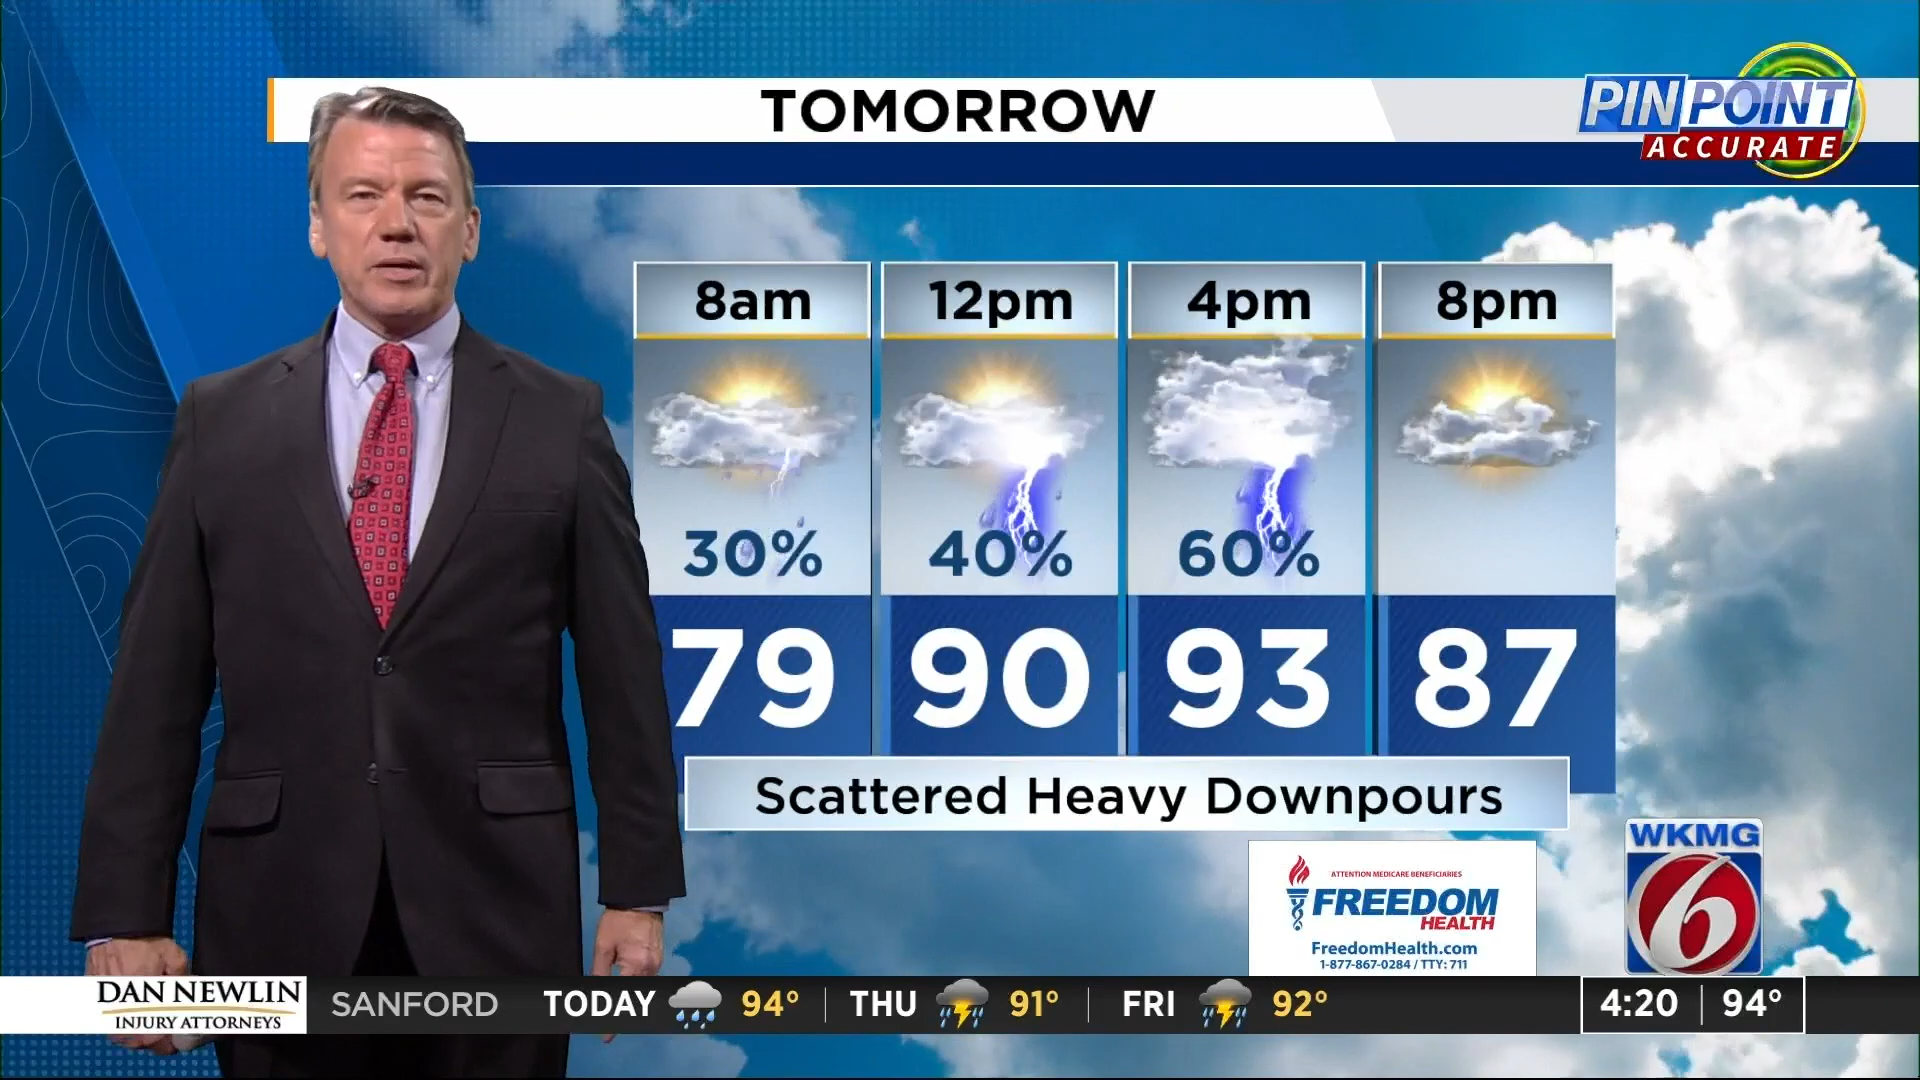 TOMORROW
PINPOINT
ACCURATE
8am 12pm 4pm 8pm
30% 40% 60%
79 90 93 87
Scattered Heavy Downpours
ATTENTION MEDICARE BENEFICIARIES
FREEDOM
HEALTH
FreedomHealth.com
1-877-867-0284 / TTY: 711
WKMG
6
DAN NEWLIN
INJURY ATTORNEYS
SANFORD TODAY 94° THU 91° FRI 92° 4:20 94°